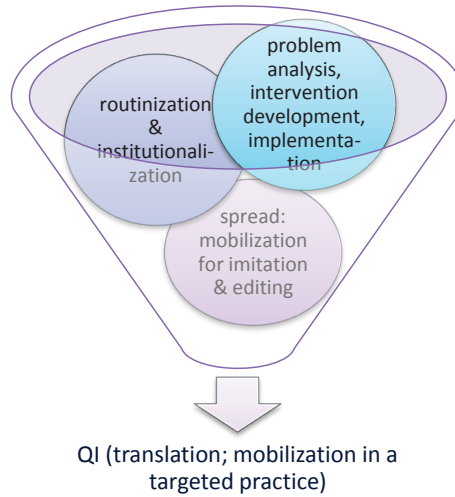 problem
analysis,
intervention
development,
implementa-
tion
routinization
&
institutionali-
zation
spread:
mobilization
for imitation
& editing
QI (translation; mobilization in a
targeted practice)